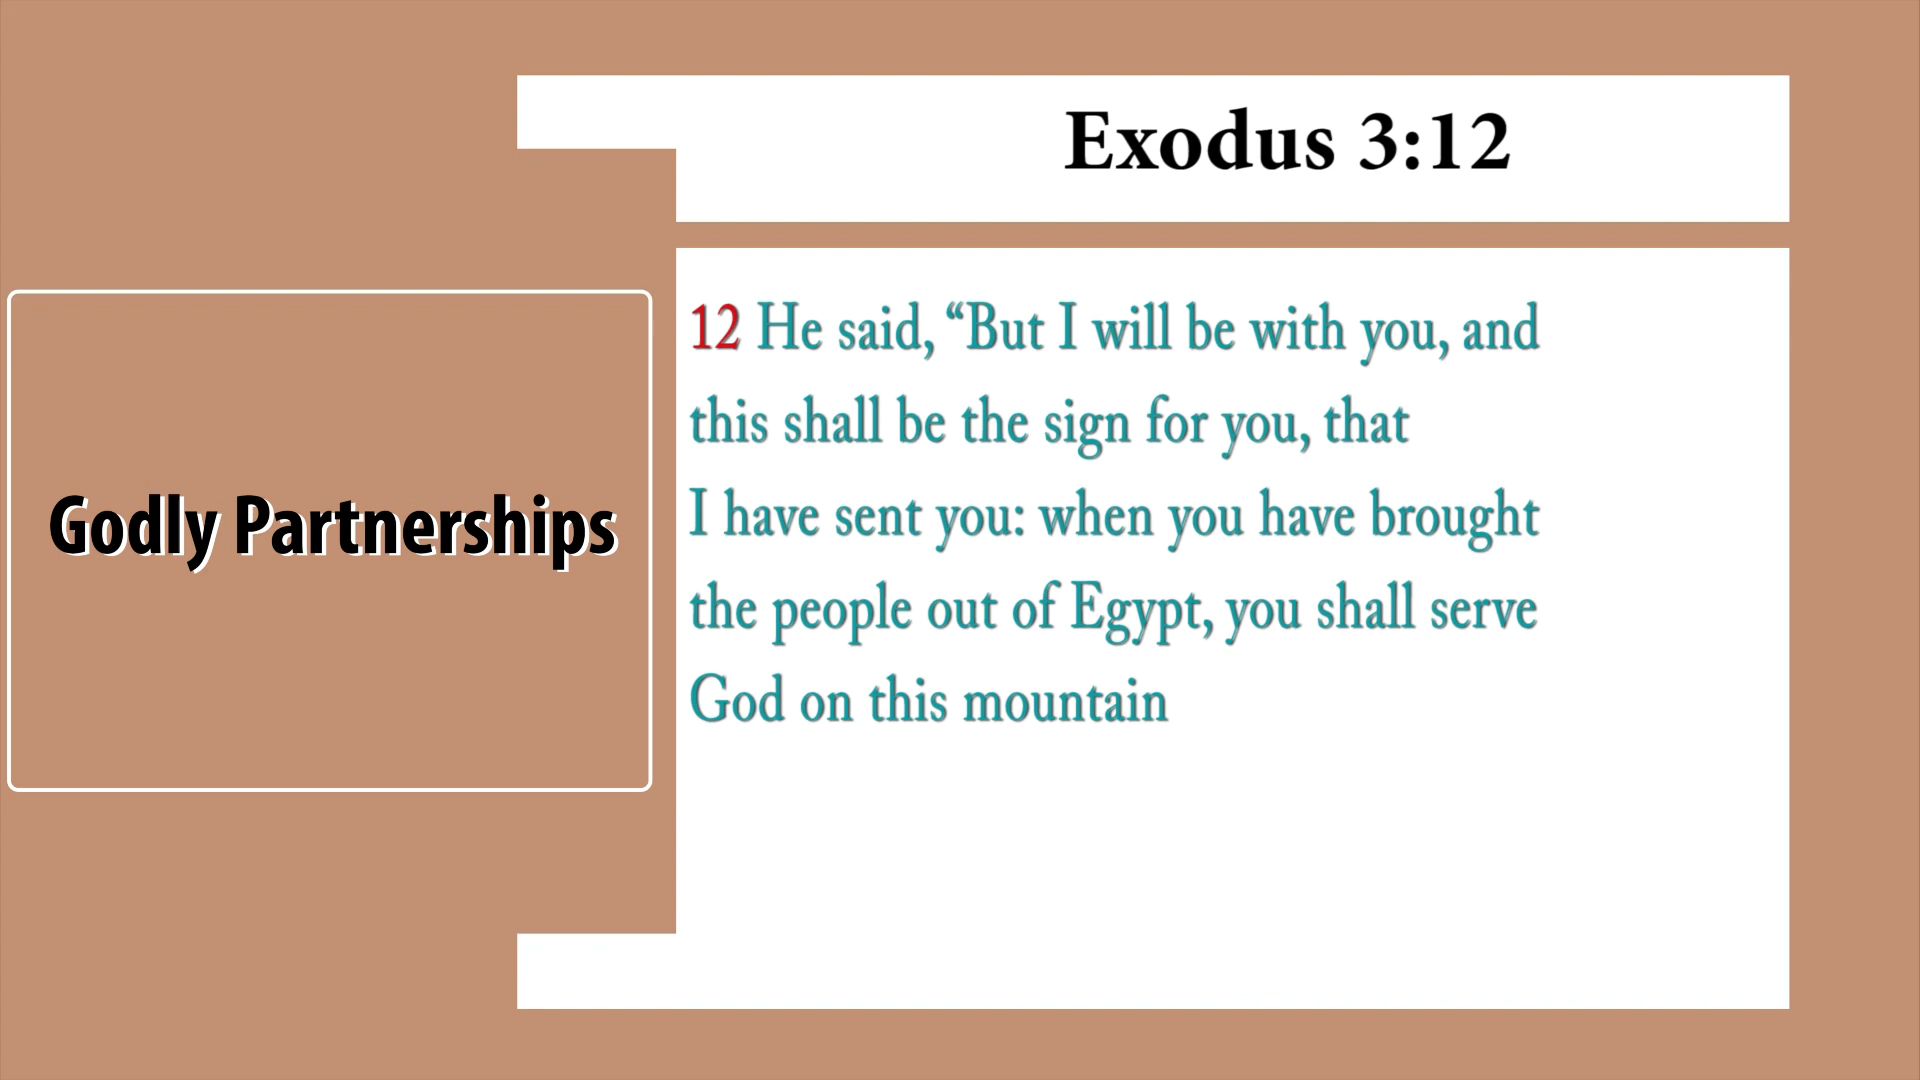 Exodus 3:12
Godly Partnerships
12 He said, “But I will be with you, and
this shall be the sign for you, that
I have sent you: when you have brought
the people out of Egypt, you shall serve
God on this mountain